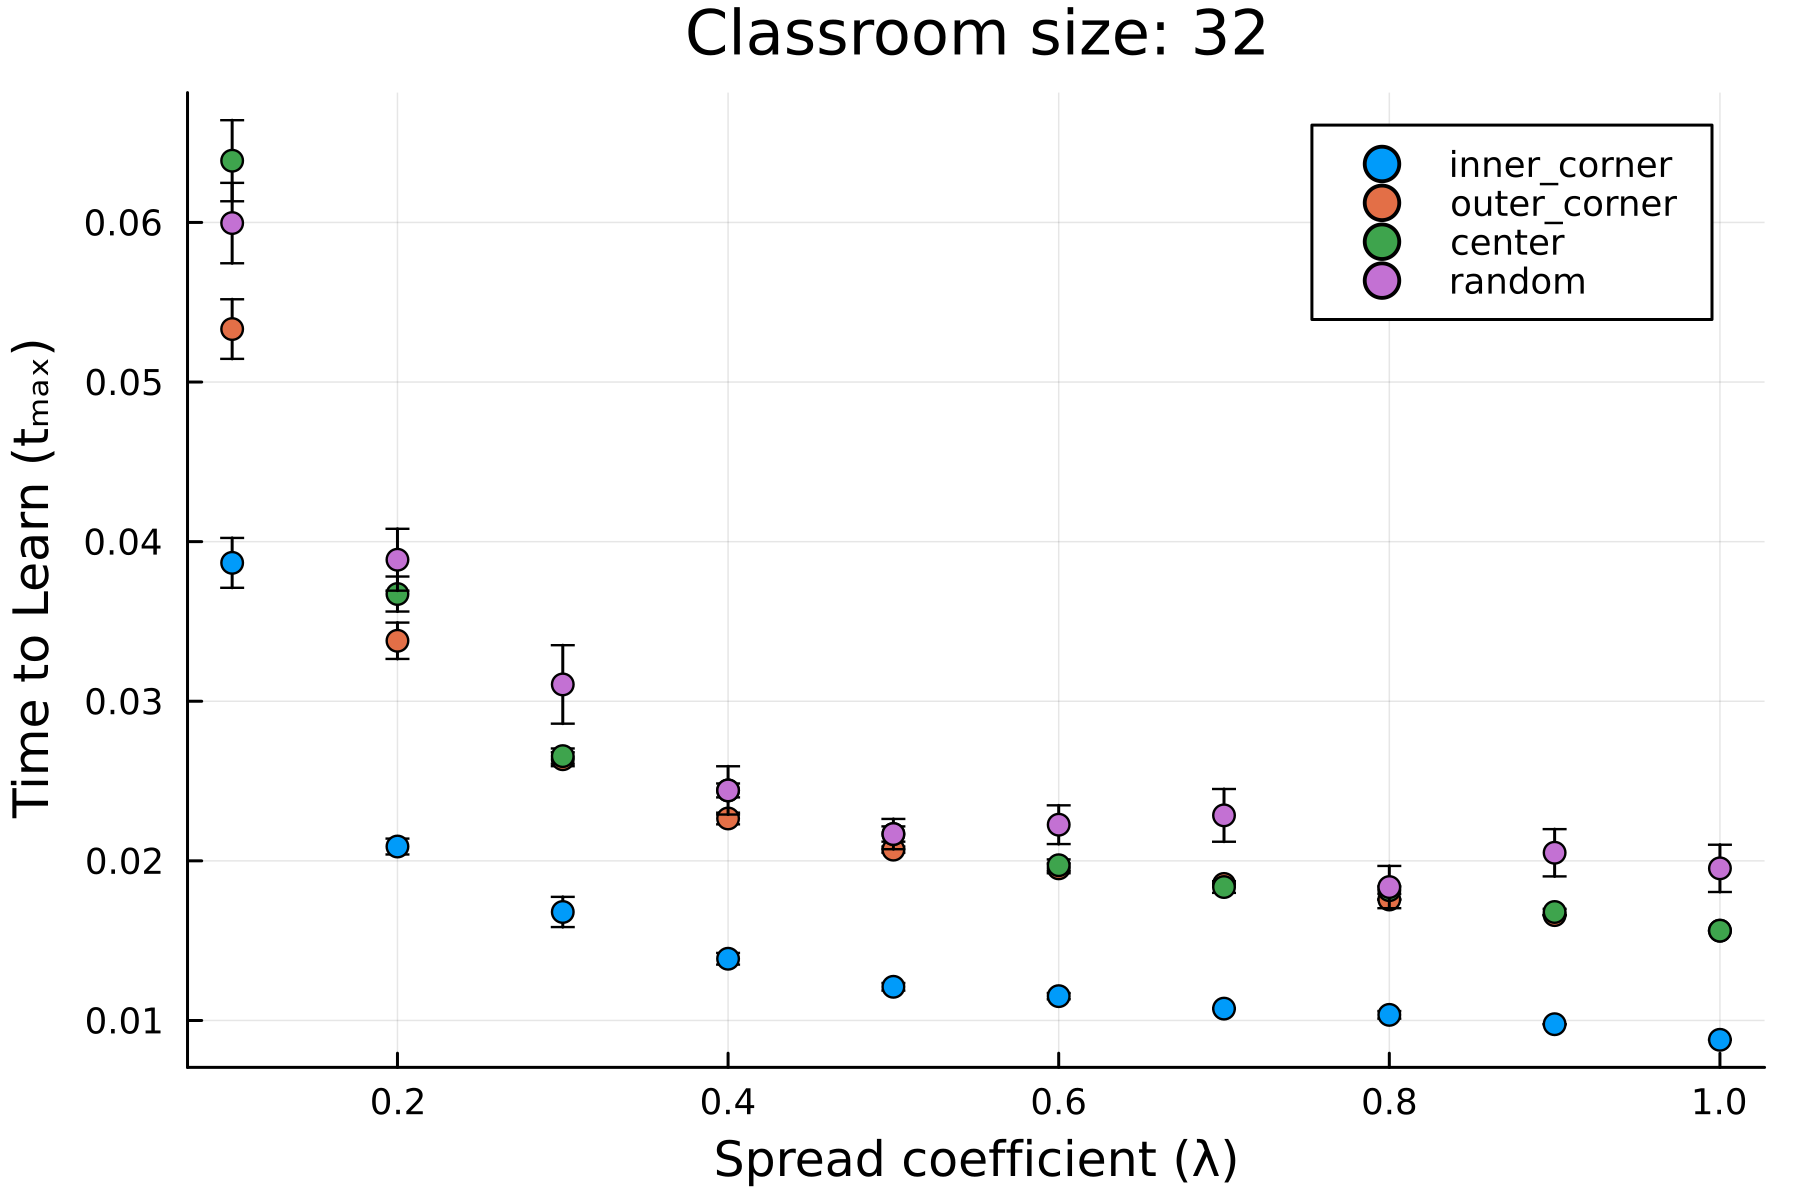 Classroom size: 32
inner_corner
outer_corner
center
random
Time to Learn (tₘₐₓ)
0.06
0.05
0.04
0.03
0.02
0.01
0.2 0.4 0.6 0.8 1.0
Spread coefficient (λ)